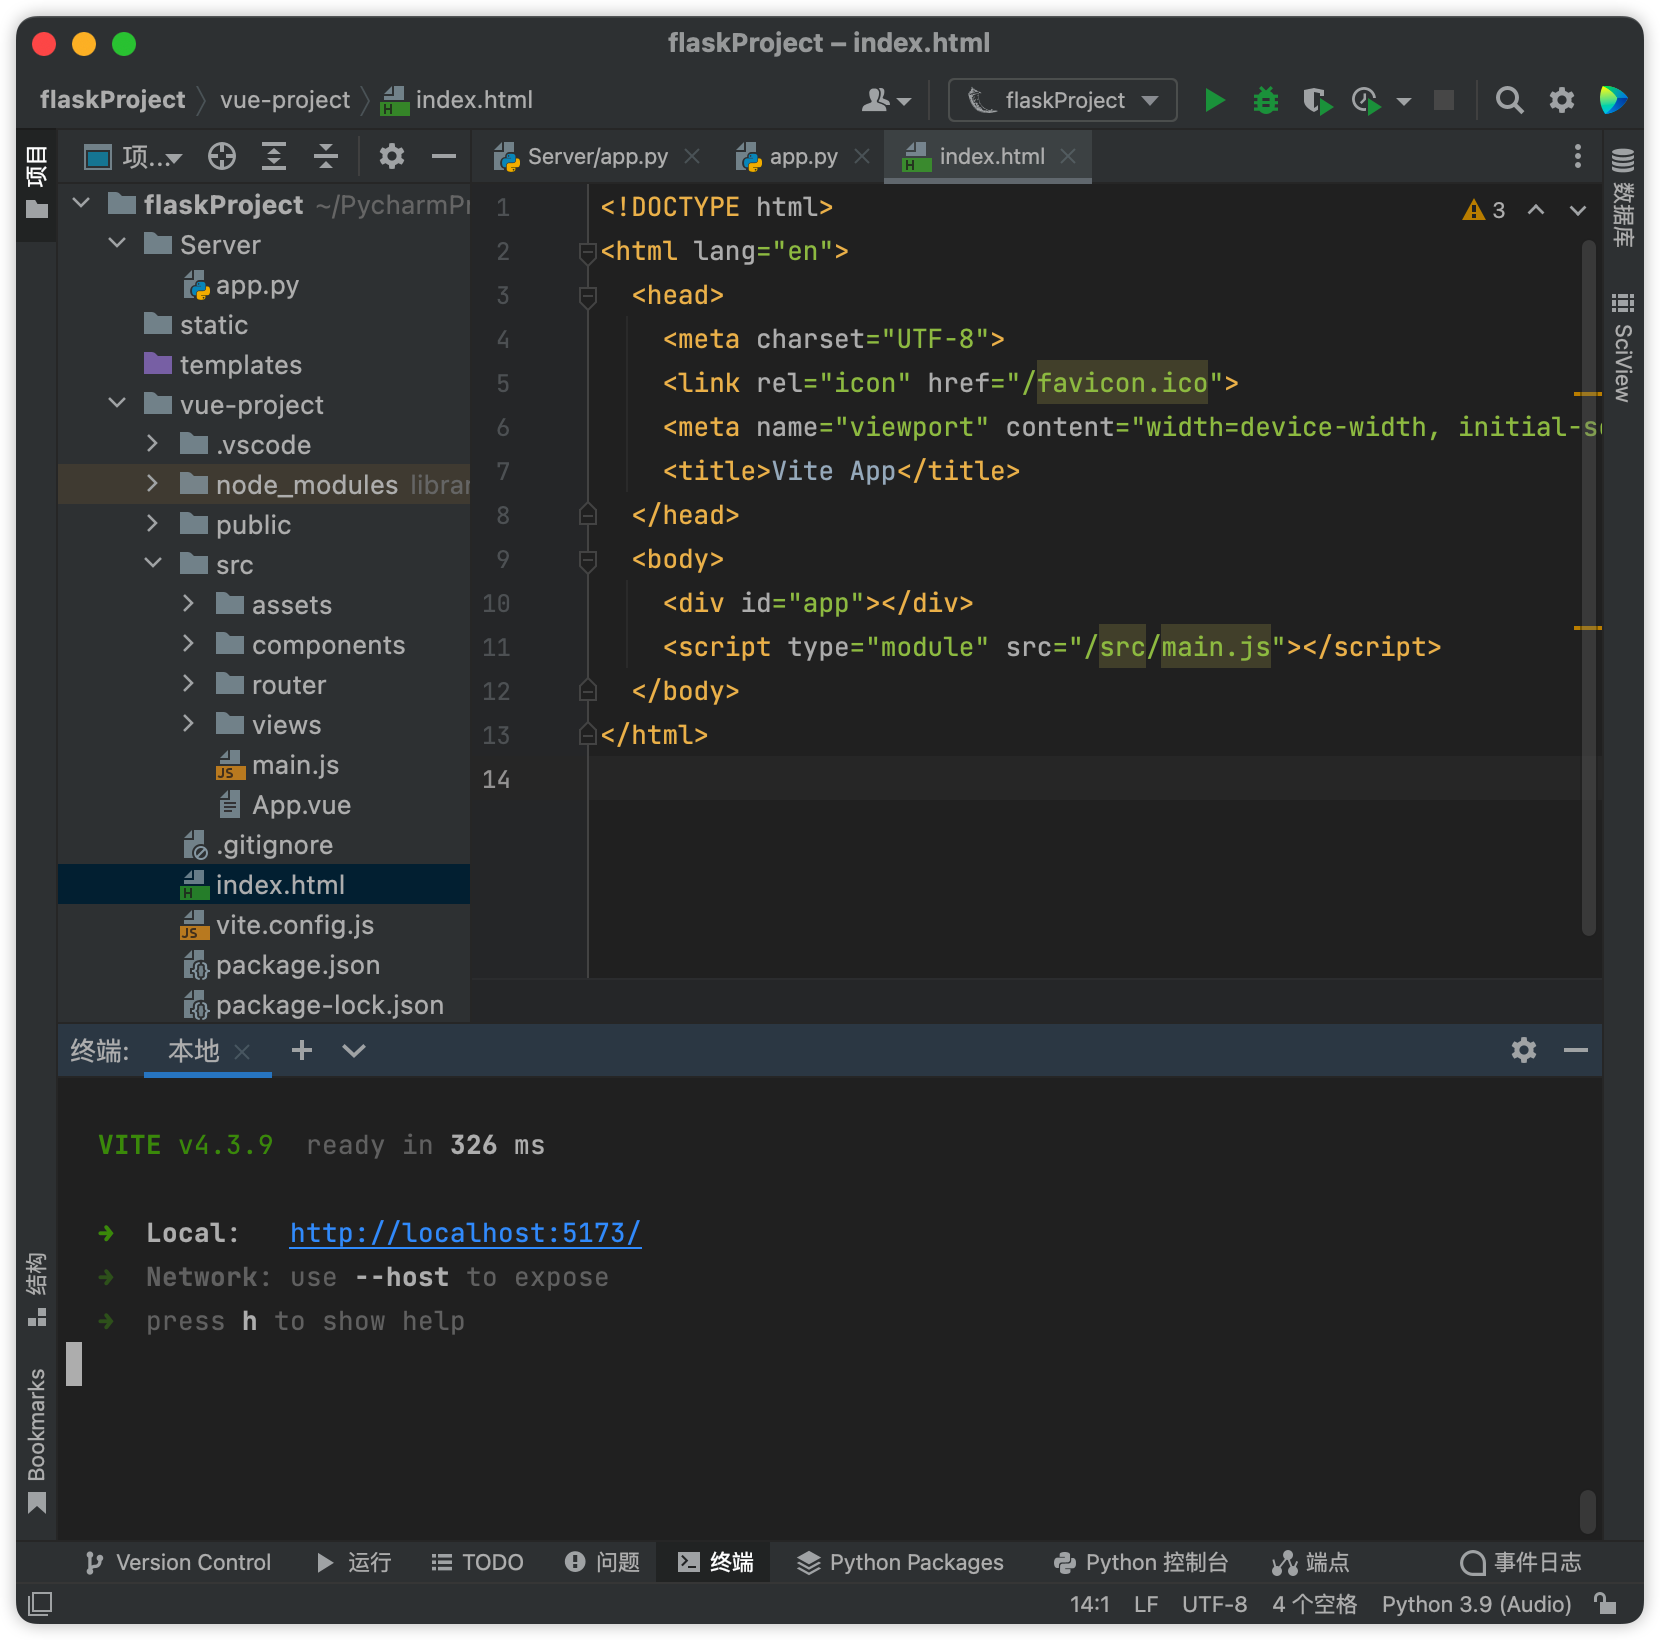 flaskProject – index.html
flaskProject vue-project index.html
flaskProject
项目
项...
Server/app.py
app.py
index.html
flaskProject ~/PycharmPr
Server
app.py
static
templates
vue-project
.vscode
node_modules librar
public
src
assets
components
router
views
main.js
App.vue
.gitignore
index.html
vite.config.js
package.json
package-lock.json
1 <!DOCTYPE html>
2 <html lang="en">
3 <head>
4 <meta charset="UTF-8">
5 <link rel="icon" href="/favicon.ico">
6 <meta name="viewport" content="width=device-width, initial-sc
7 <title>Vite App</title>
8 </head>
9 <body>
10 <div id="app"></div>
11 <script type="module" src="/src/main.js"></script>
12 </body>
13 </html>
14
3
数据库
SciView
终端: 本地
VITE v4.3.9 ready in 326 ms
➜ Local: http://localhost:5173/
➜ Network: use --host to expose
➜ press h to show help
结构
Bookmarks
Version Control 运行 TODO 问题 终端 Python Packages Python 控制台 端点 事件日志
14:1 LF UTF-8 4 个空格 Python 3.9 (Audio)